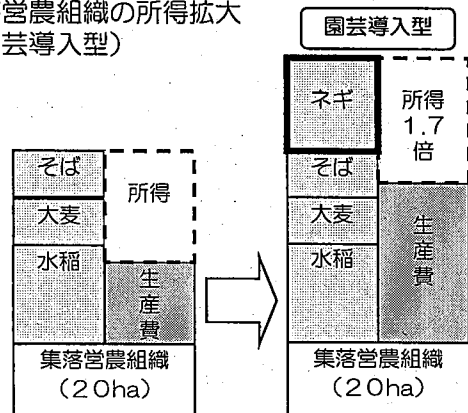 営農組織の所得拡大
芸導入型)
園芸導入型
そば
大麦
水稲
所得
生産費
集落営農組織
(20ha)
ネギ
そば
大麦
水稲
所得
1.7
倍
生産費
集落営農組織
(20ha)